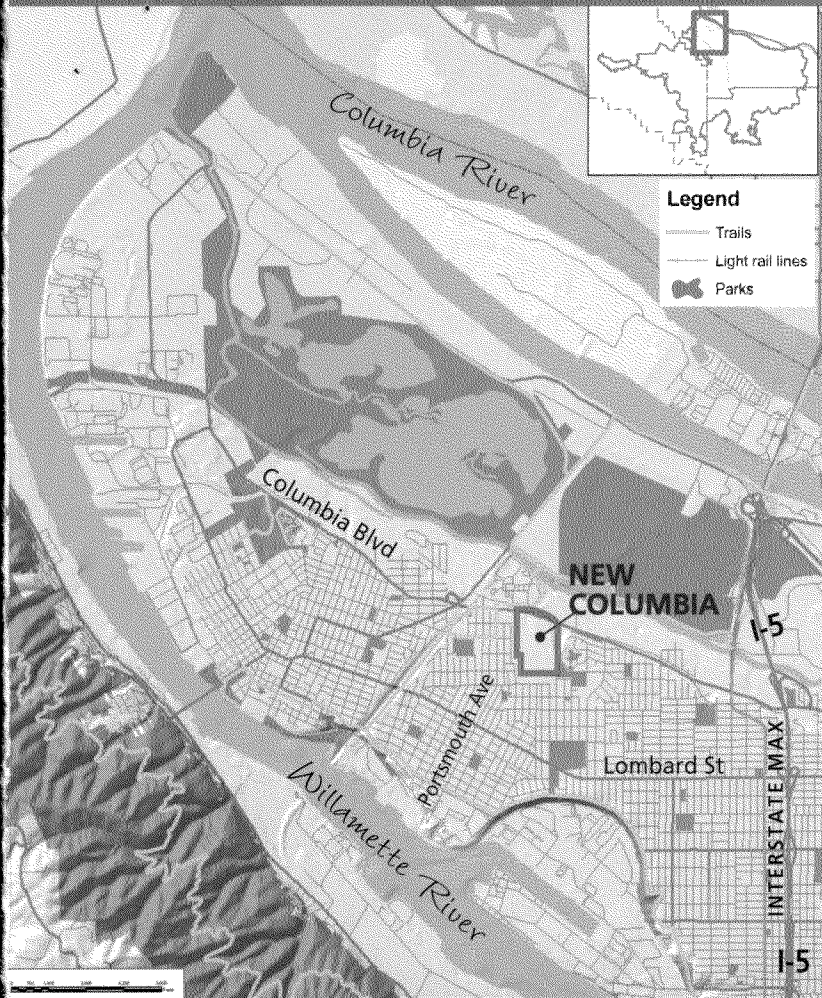 Columbia River
Legend
Trails
Light rail lines
Parks
Columbia Blvd
NEW
COLUMBIA
I-5
Portsmouth Ave
Lombard St
Willamette River
INTERSTATE MAX
I-5